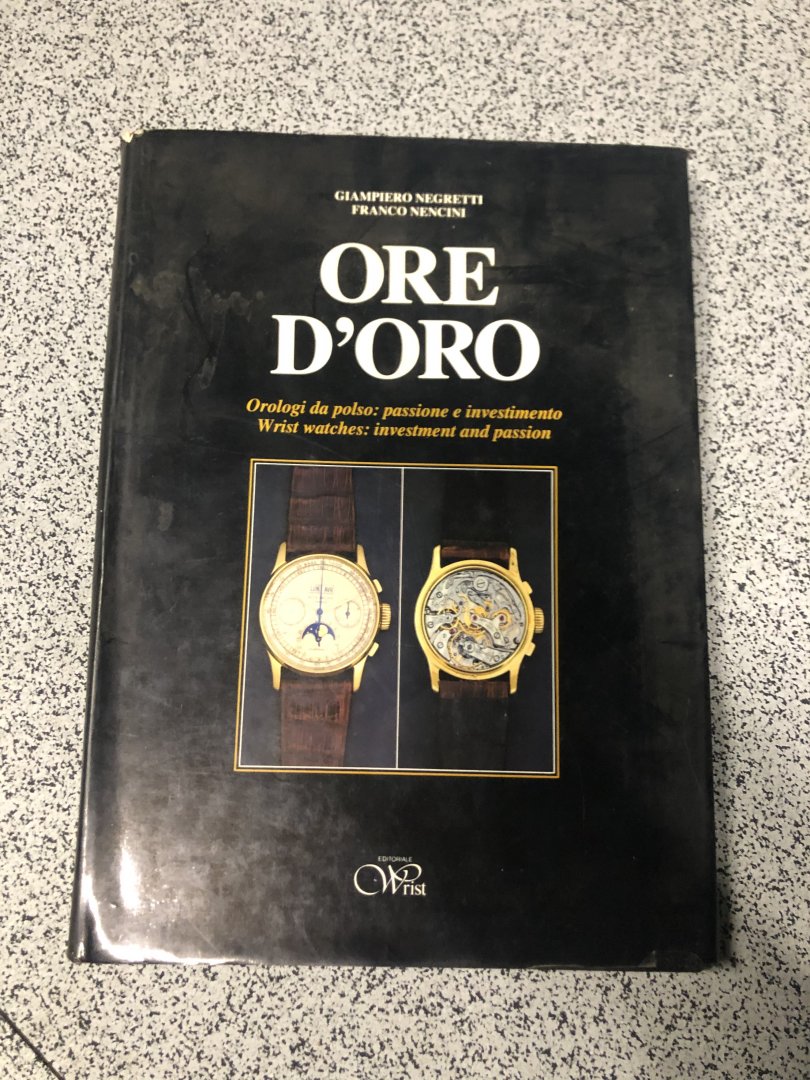 GIAMPIERO NEGRETTI
FRANCO NENCINI
ORE
D'ORO
Orologi da polso: passione e investimento
Wrist watches: investment and passion
EDITORIALE
Wrist